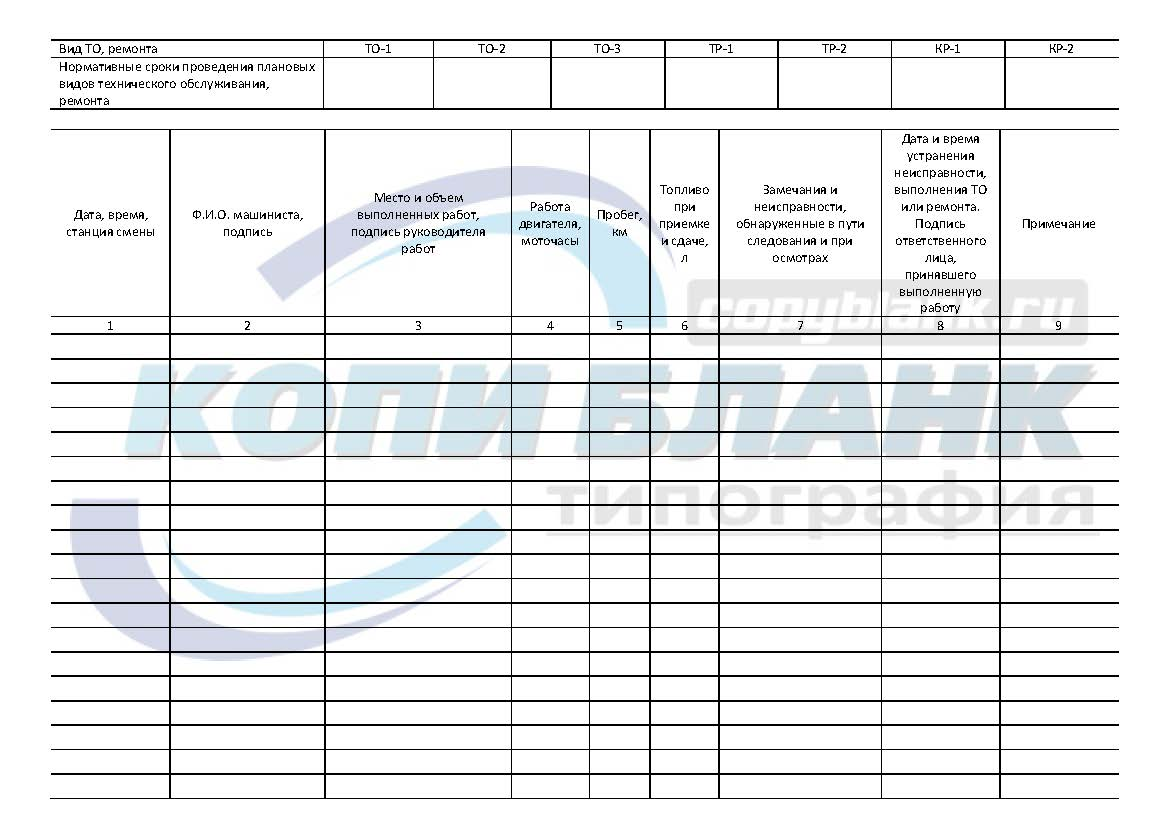 Вид ТО, ремонта ТО-1 ТО-2 ТО-3 ТР-1 ТР-2 КР-1 КР-2
Нормативные сроки проведения плановых
видов технического обслуживания,
ремонта
Дата, время,
станция смены
Ф.И.О. машиниста,
подпись
Место и объем
выполненных работ,
подпись руководителя
работ
Работа
двигателя,
моточасы
Пробег,
км
Топливо
при
приемке
и сдаче,
л
Замечания и
неисправности,
обнаруженные в пути
следования и при
осмотрах
Дата и время
устранения
неисправности,
выполнения ТО
или ремонта.
Подпись
ответственного
лица,
принявшего
выполненную
работу
Примечание
1 2 3 4 5 6 7 8 9
copyblank.ru
КОПИ БЛАНК
типография